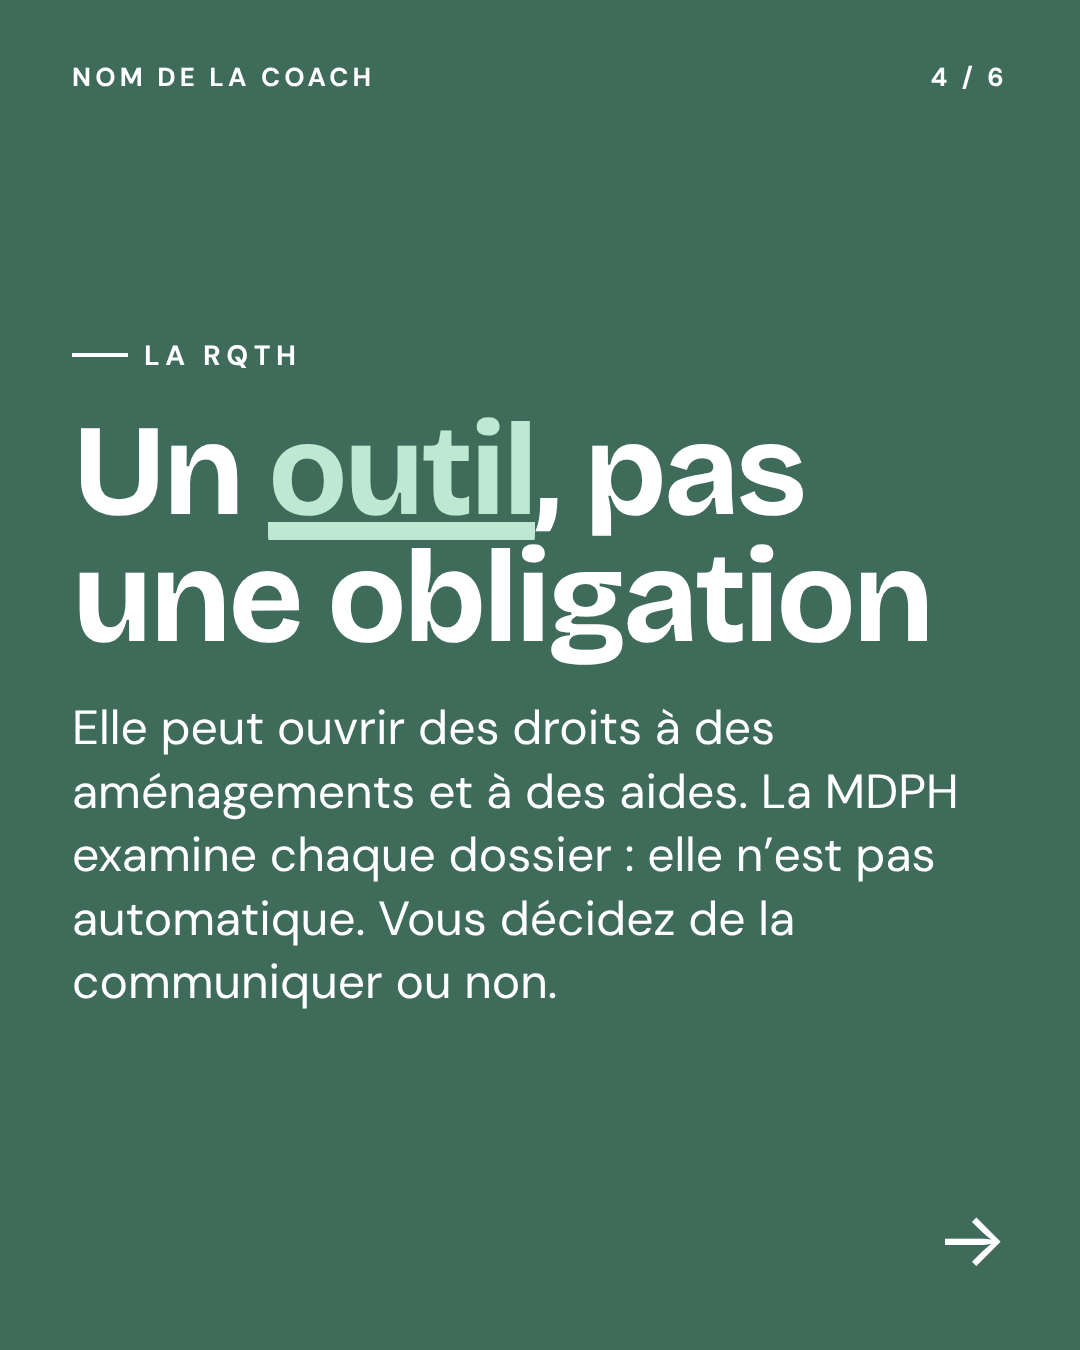 NOM DE LA COACH
4 / 6
LA RQTH
Un outil, pas
une obligation
Elle peut ouvrir des droits à des
aménagements et à des aides. La MDPH
examine chaque dossier : elle n’est pas
automatique. Vous décidez de la
communiquer ou non.